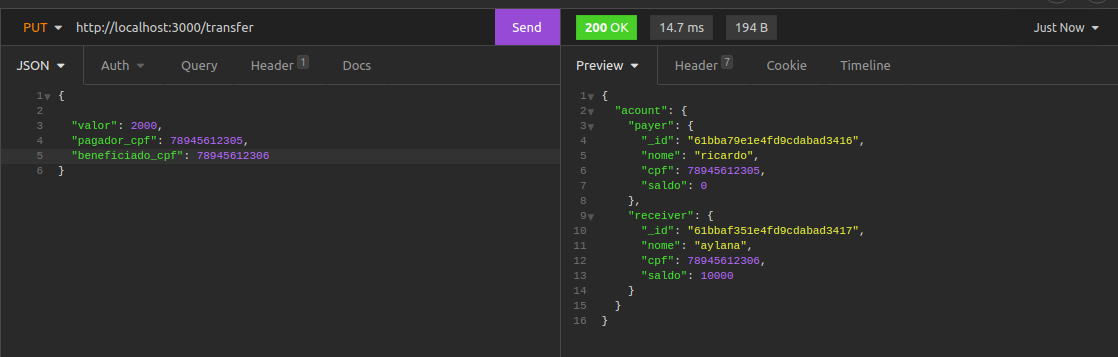 PUT http://localhost:3000/transfer Send
200 OK 14.7 ms 194 B Just Now
JSON Auth Query Header 1 Docs
Preview Header 7 Cookie Timeline
1 {
2
3 "valor": 2000,
4 "pagador_cpf": 78945612305,
5 "beneficiado_cpf": 78945612306
6 }
1 {
2 "acount": {
3 "payer": {
4 "_id": "61bba79e1e4fd9cdabad3416",
5 "nome": "ricardo",
6 "cpf": 78945612305,
7 "saldo": 0
8 },
9 "receiver": {
10 "_id": "61bbaf351e4fd9cdabad3417",
11 "nome": "aylana",
12 "cpf": 78945612306,
13 "saldo": 10000
14 }
15 }
16 }